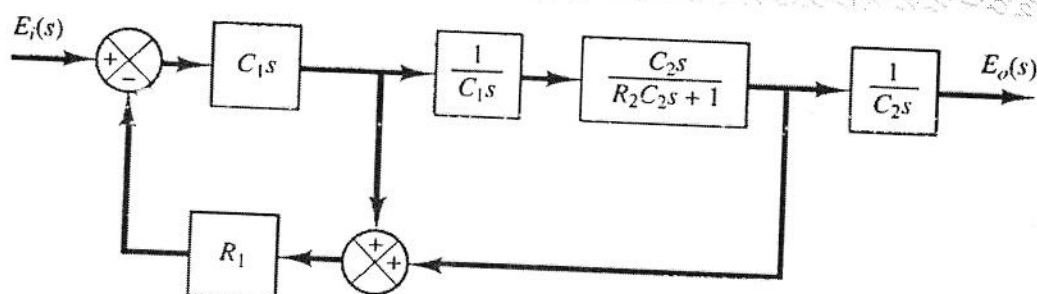 E_i(s)
+
−
C_1s
1/(C_1s)
C_2s/(R_2C_2s + 1)
1/(C_2s)
E_o(s)
R_1
+
+